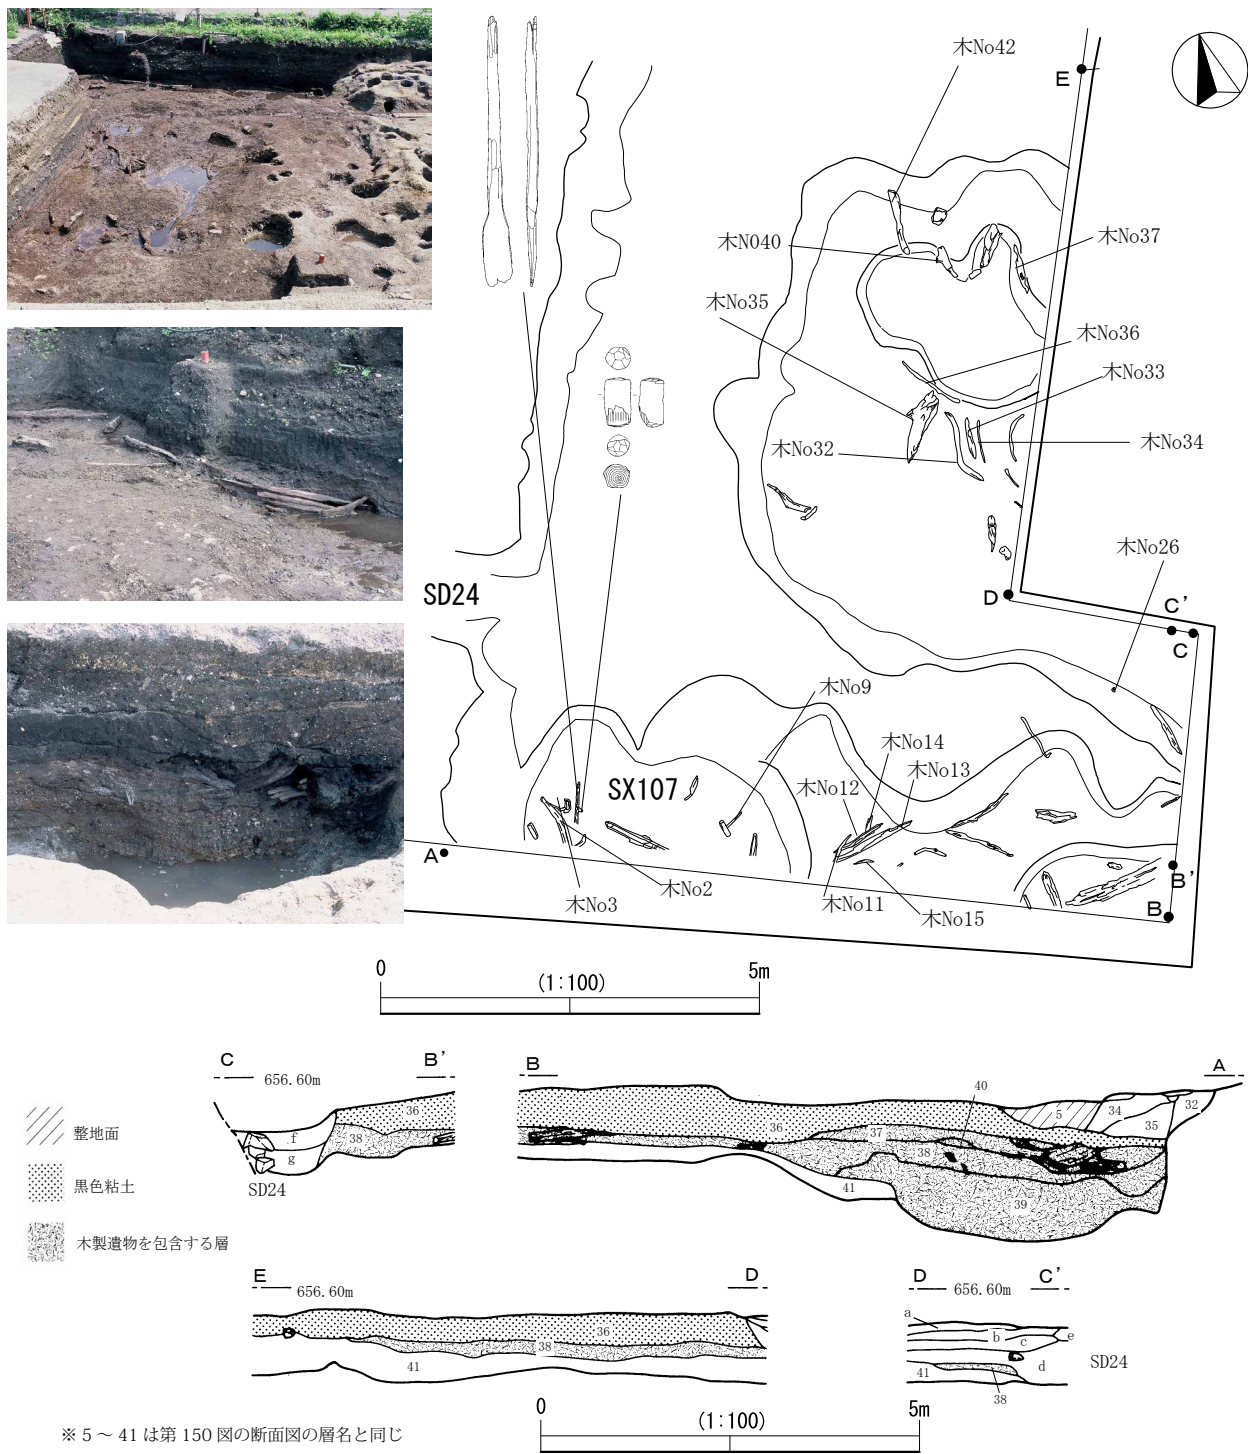 木No42
E
木N040
木No37
木No35
木No36
木No33
木No32
木No34
木No26
SD24
D
C'
C
木No9
SX107
木No14
木No13
木No12
A
B'
B
木No3
木No2
木No11
木No15
0
5m
(1:100)
C
656.60m
B'
B
A
36
f
g
38
SD24
40
36
37
38
39
41
5
34
32
35
整地面
黒色粘土
木製遺物を包含する層
E
656.60m
D
36
38
41
D
656.60m
C'
a
b
c
e
d
41
38
SD24
0
5m
(1:100)
※ 5 ~ 41 は第 150 図の断面図の層名と同じ